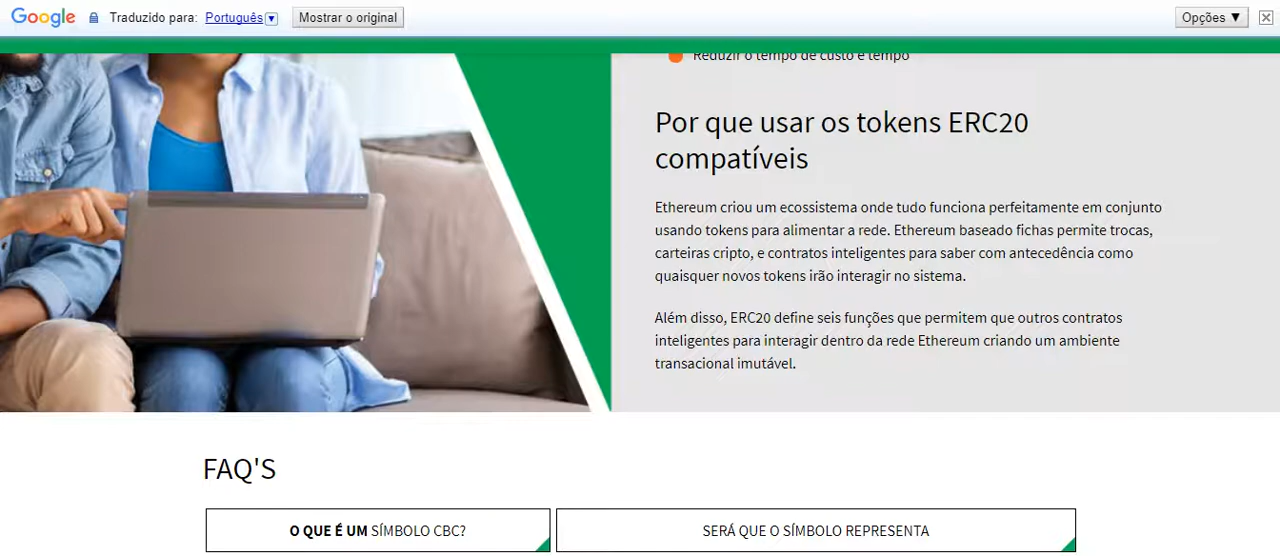 Google Traduzido para: Português ▼ Mostrar o original Opções ▼
Reduzir o tempo de custo e tempo
Por que usar os tokens ERC20
compatíveis
Ethereum criou um ecossistema onde tudo funciona perfeitamente em conjunto
usando tokens para alimentar a rede. Ethereum baseado fichas permite trocas,
carteiras cripto, e contratos inteligentes para saber com antecedência como
quaisquer novos tokens irão interagir no sistema.
Além disso, ERC20 define seis funções que permitem que outros contratos
inteligentes para interagir dentro da rede Ethereum criando um ambiente
transacional imutável.
FAQ'S
O QUE É UM SÍMBOLO CBC?
SERÁ QUE O SÍMBOLO REPRESENTA